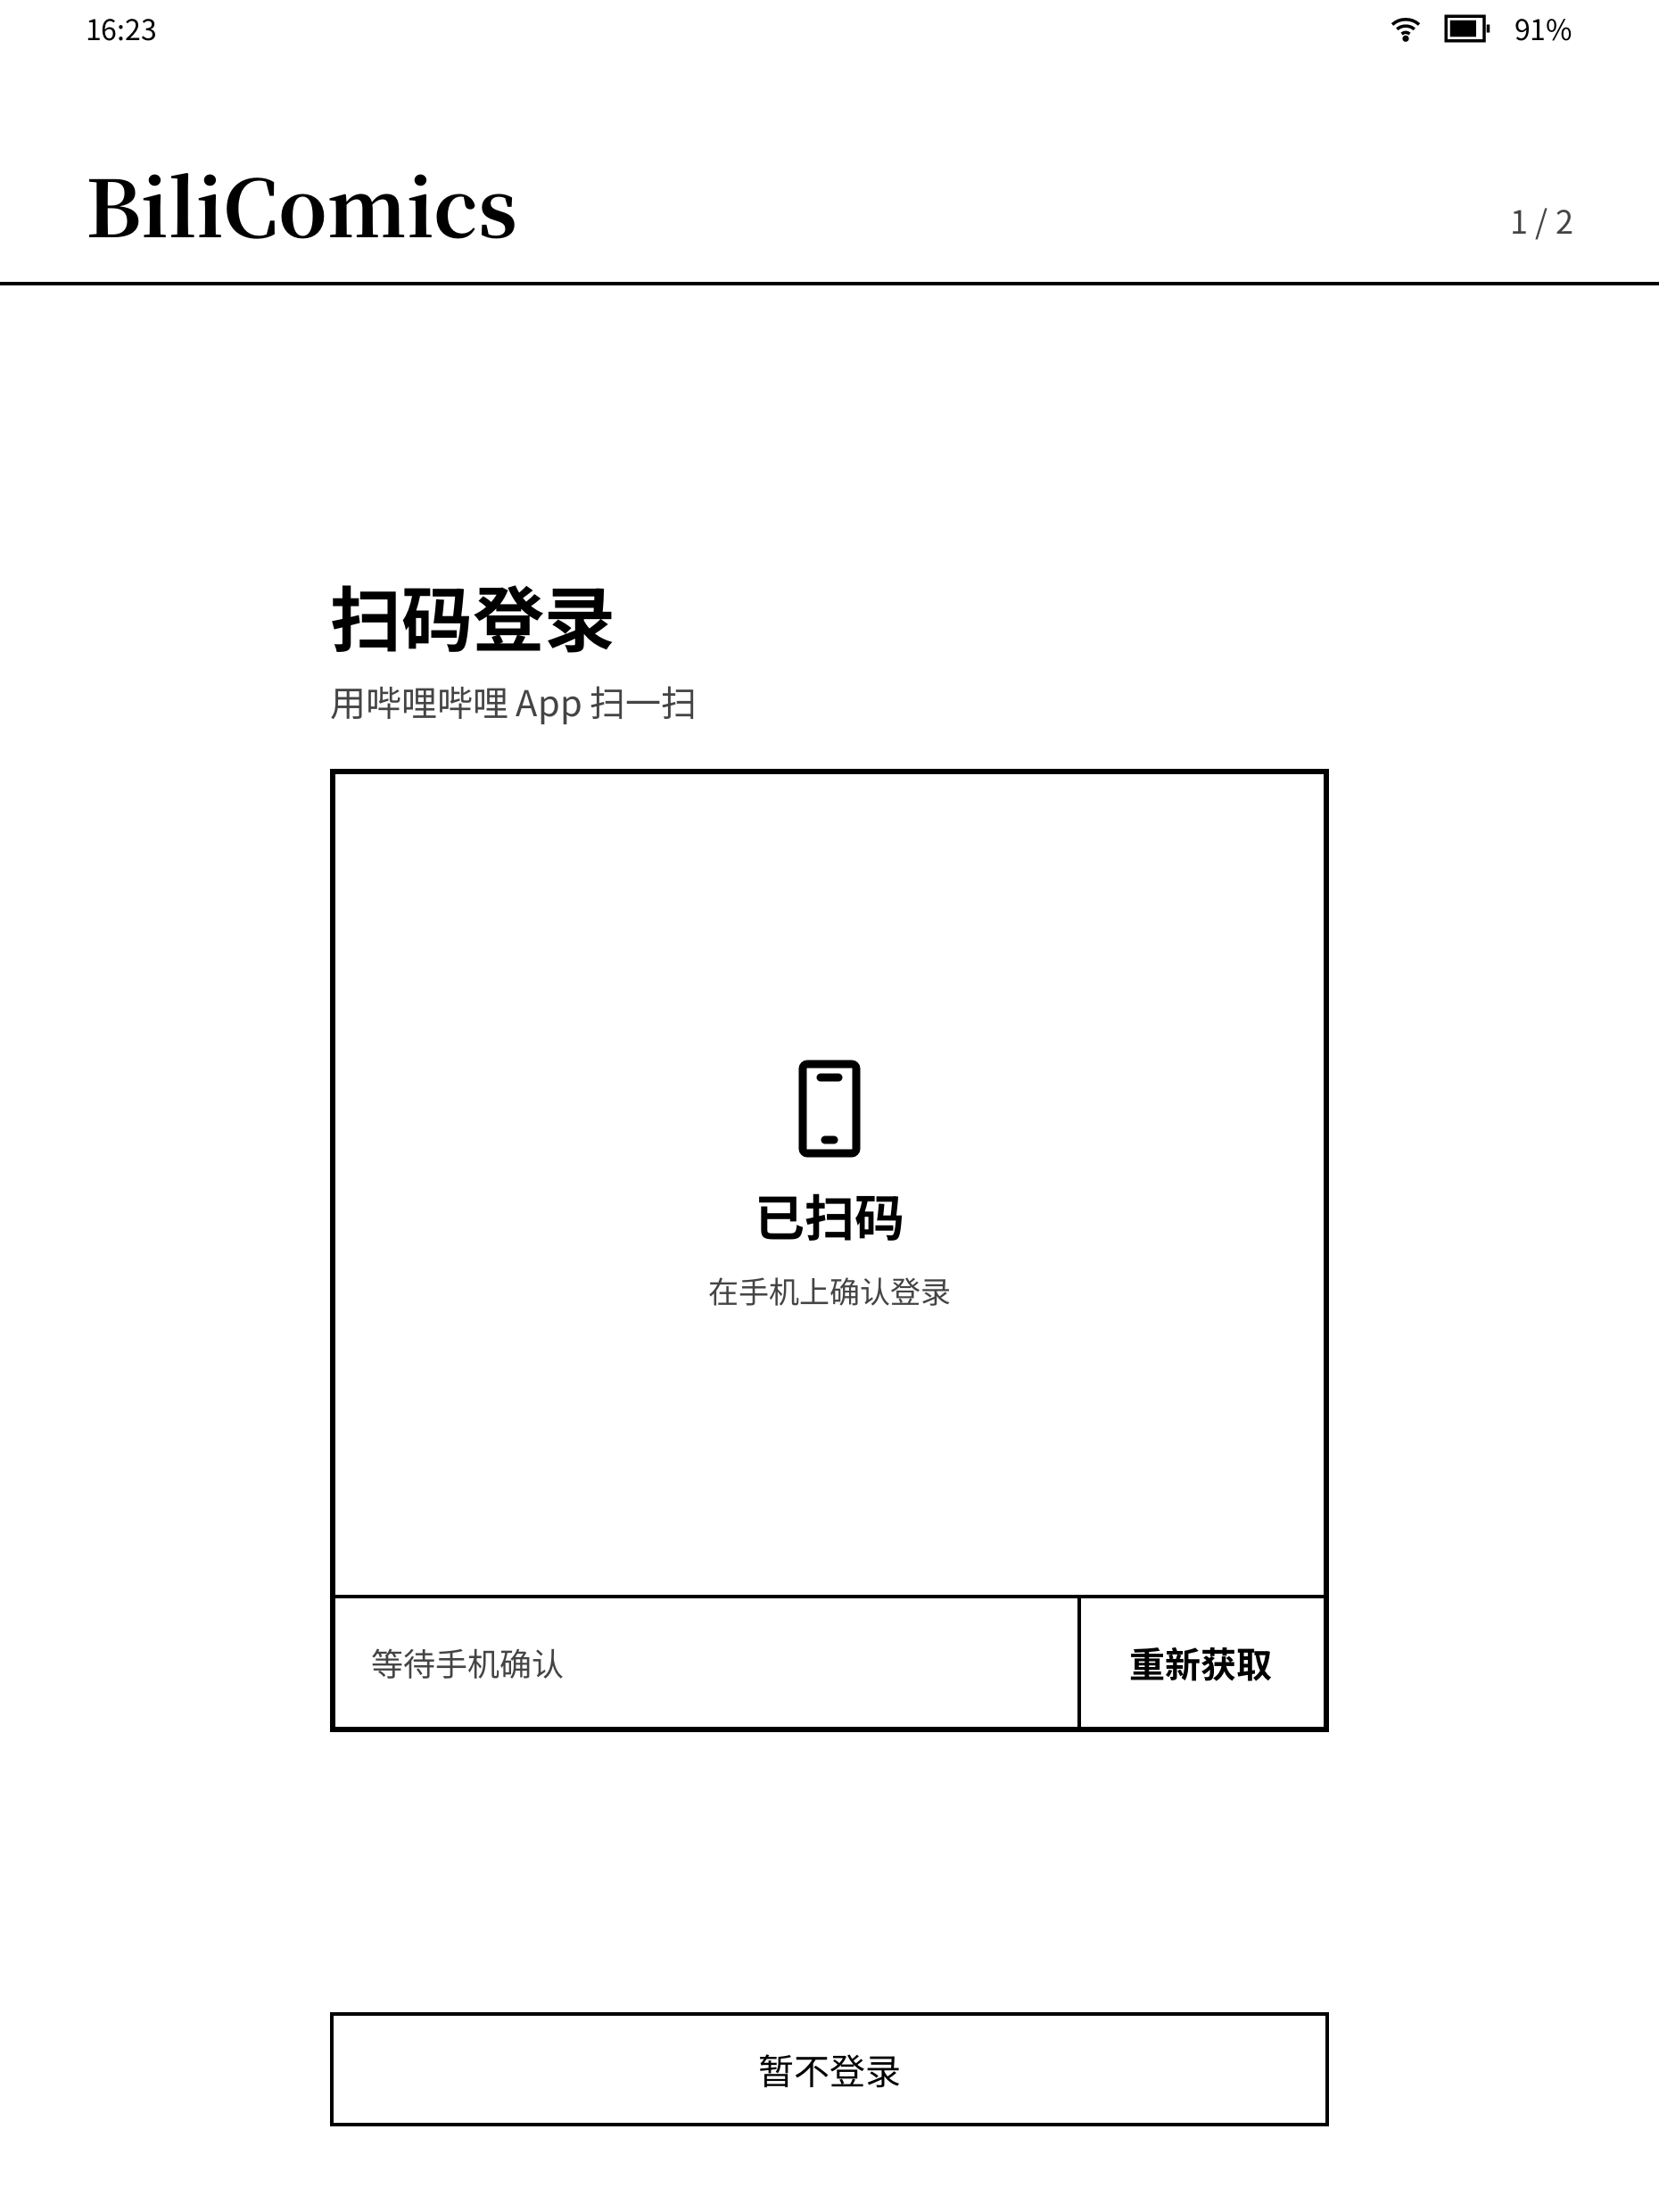 16:23
91%
BiliComics
1 / 2
扫码登录
用哔哩哔哩 App 扫一扫
已扫码
在手机上确认登录
等待手机确认
重新获取
暂不登录